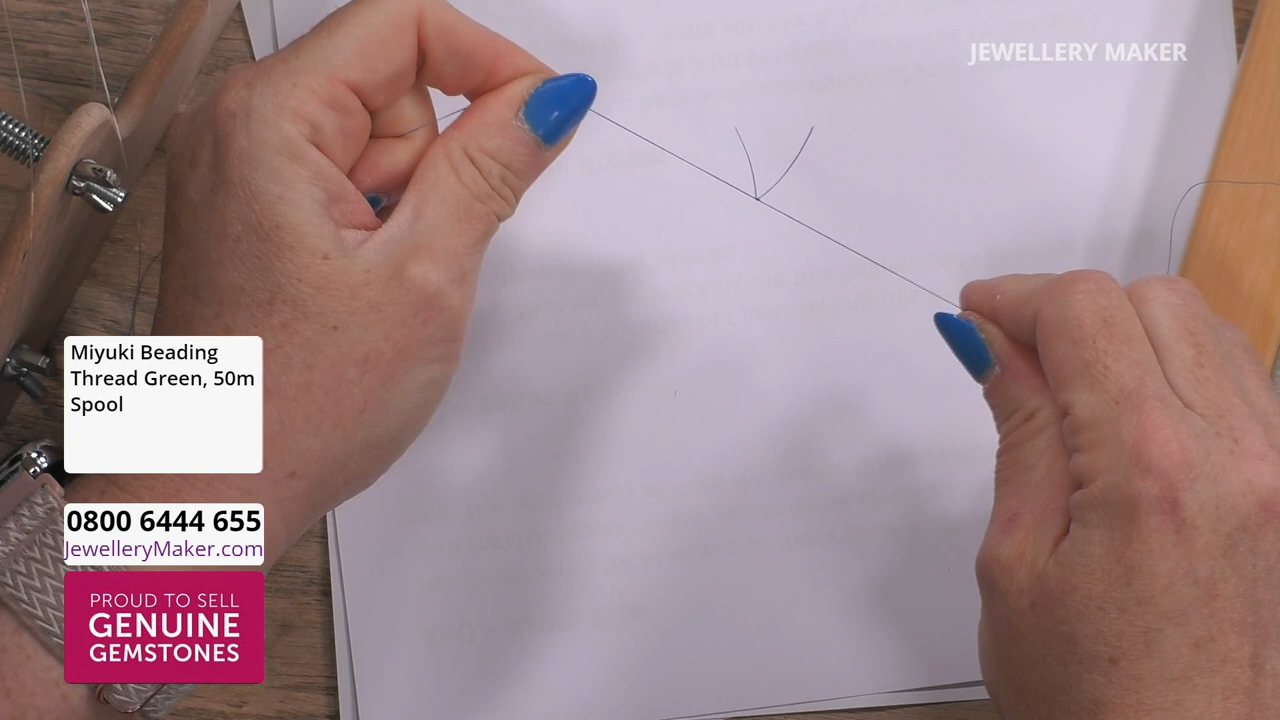 JEWELLERY MAKER
Miyuki Beading
Thread Green, 50m
Spool
0800 6444 655
JewelleryMaker.com
PROUD TO SELL
GENUINE
GEMSTONES